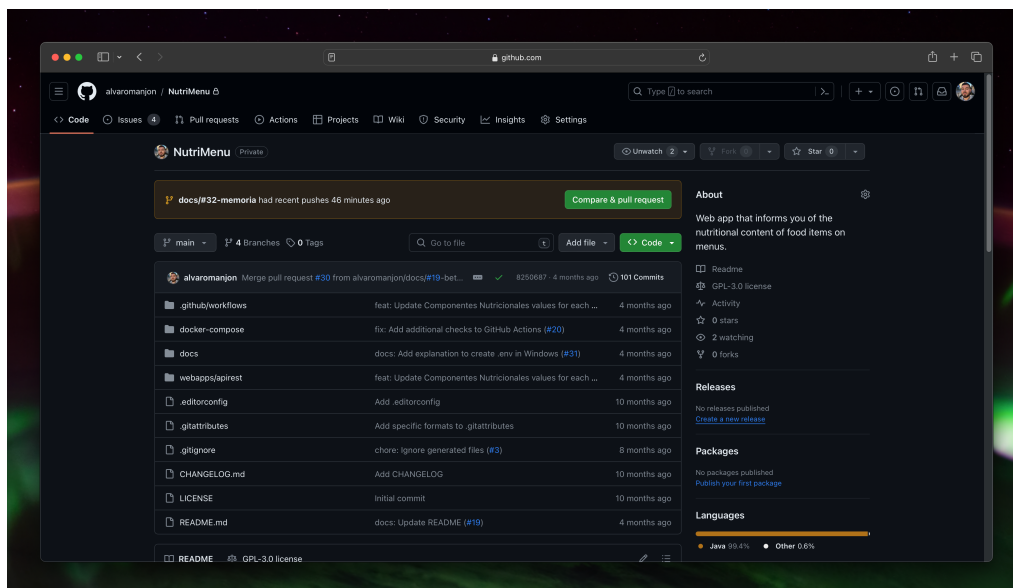 github.com
alvaromanjon / NutriMenu
Type / to search
Code Issues 4 Pull requests Actions Projects Wiki Security Insights Settings
NutriMenu Private
Unwatch 2 Fork 0 Star 0
docs/#32-memoria had recent pushes 46 minutes ago
Compare & pull request
main 4 Branches 0 Tags
Go to file t
Add file
<> Code
alvaromanjon Merge pull request #30 from alvaromanjon/docs/#19-bet... 8250687 · 4 months ago 101 Commits
.github/workflows feat: Update Componentes Nutricionales values for each ... 4 months ago
docker-compose fix: Add additional checks to GitHub Actions (#20) 4 months ago
docs docs: Add explanation to create .env in Windows (#31) 4 months ago
webapps/apirest feat: Update Componentes Nutricionales values for each ... 4 months ago
.editorconfig Add .editorconfig 10 months ago
.gitattributes Add specific formats to .gitattributes 10 months ago
.gitignore chore: Ignore generated files (#3) 8 months ago
CHANGELOG.md Add CHANGELOG 10 months ago
LICENSE Initial commit 10 months ago
README.md docs: Update README (#19) 4 months ago
README GPL-3.0 license
About
Web app that informs you of the
nutritional content of food items on
menus.
Readme
GPL-3.0 license
Activity
0 stars
2 watching
0 forks
Releases
No releases published
Create a new release
Packages
No packages published
Publish your first package
Languages
Java 99.4% Other 0.6%